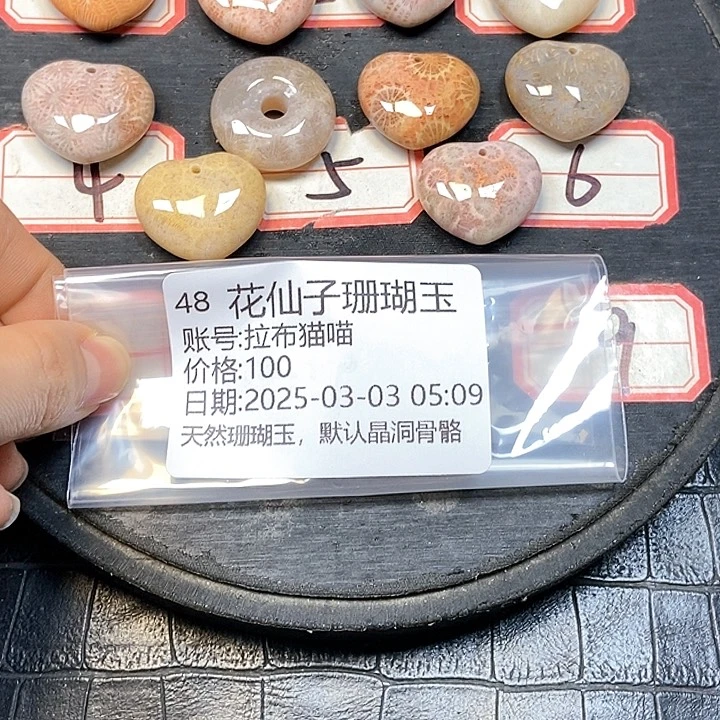 4
5
6
48 花仙子珊瑚玉
账号:拉布猫喵
价格:100
日期:2025-03-03 05:09
天然珊瑚玉，默认晶洞骨骼